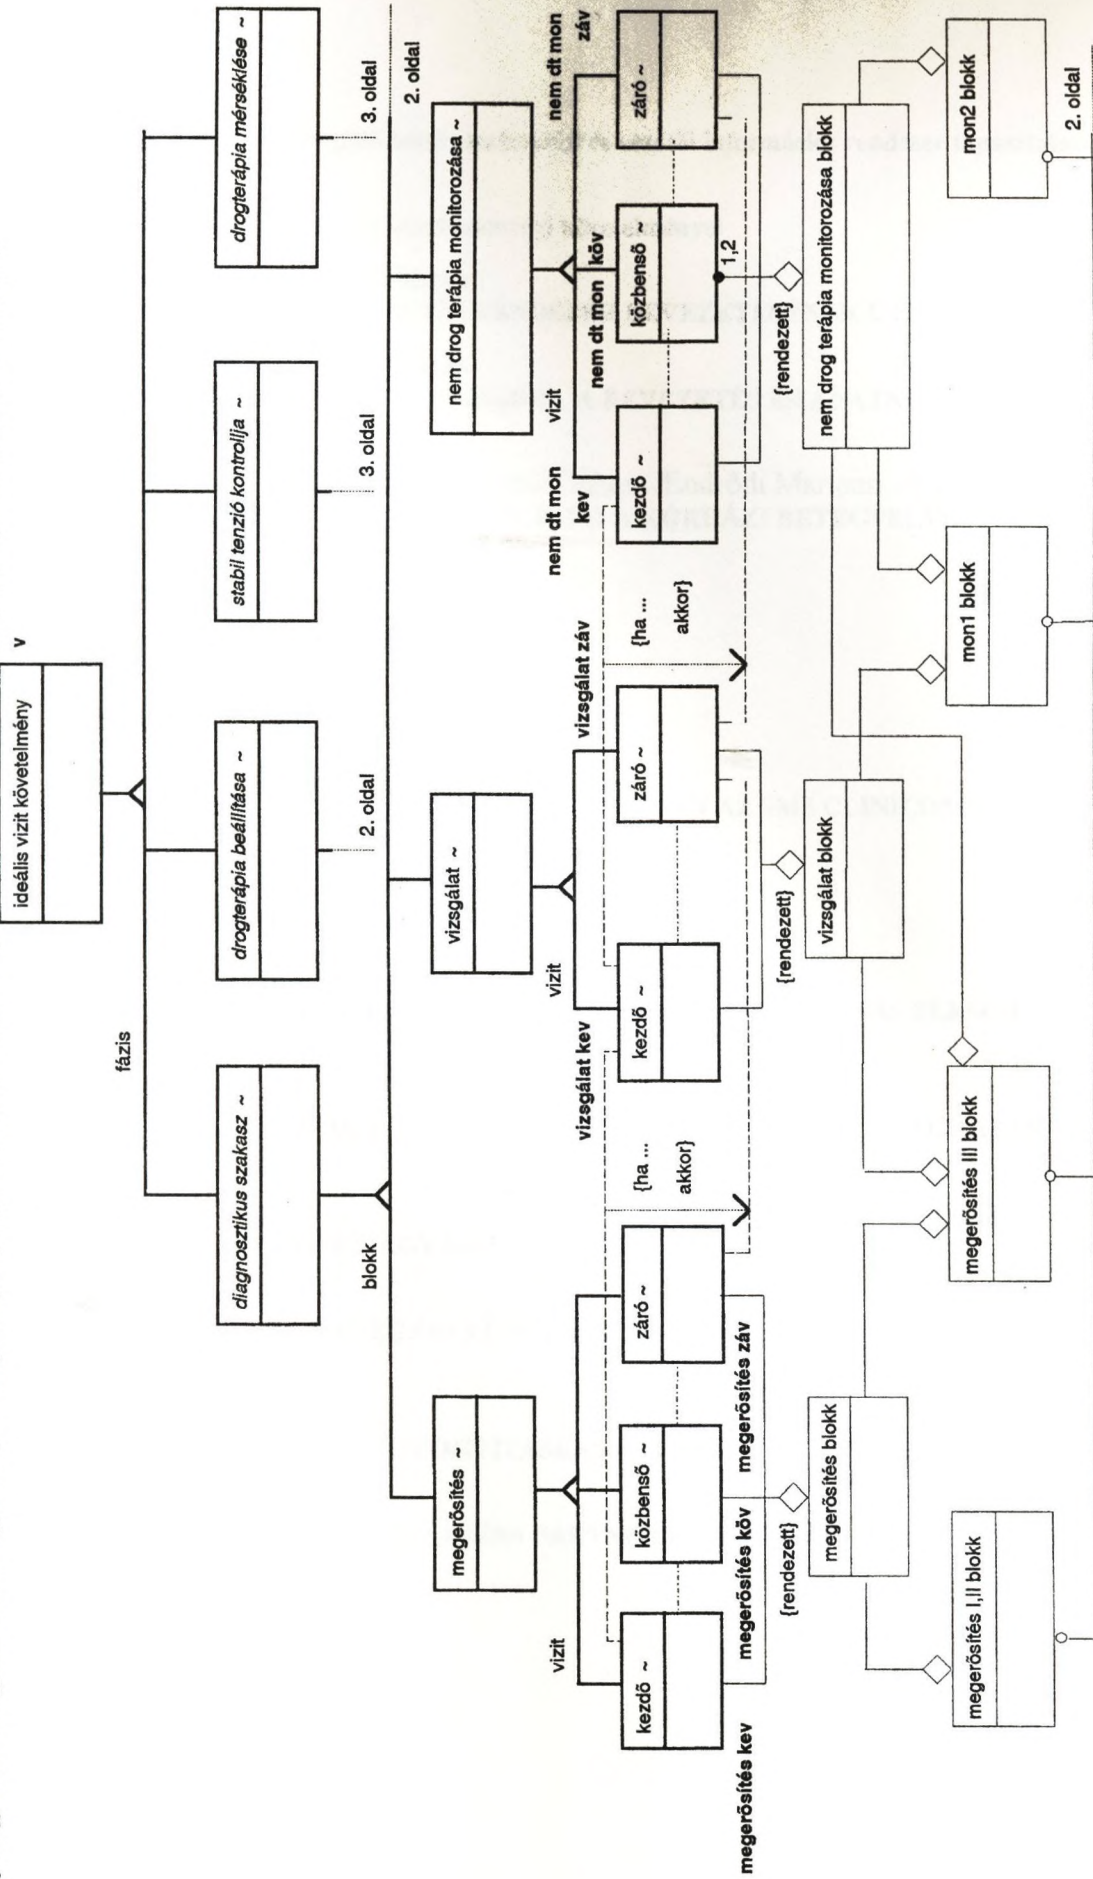 ideális vizit követelmény
v
fázis
diagnosztikus szakasz ~
drogterápia beállítása ~
stabil tenzió kontrollja ~
drogterápia mérséklése ~
2. oldal
3. oldal
3. oldal
2. oldal
blokk
megerősítés ~
vizsgálat ~
nem drog terápia monitorozása ~
vizit
vizit
vizit
vizsgálat kev
vizsgálat záv
nem dt mon
kev
nem dt mon köv
nem dt mon
záv
kezdő ~
közbenső ~
záró ~
kezdő ~
záró ~
kezdő ~
közbenső ~
záró ~
{ha ...
akkor}
{ha ...
akkor}
1,2
megerősítés kev
megerősítés köv
megerősítés záv
{rendezett}
{rendezett}
{rendezett}
megerősítés blokk
vizsgálat blokk
nem drog terápia monitorozása blokk
megerősítés I,II blokk
megerősítés III blokk
mon1 blokk
mon2 blokk
2. oldal